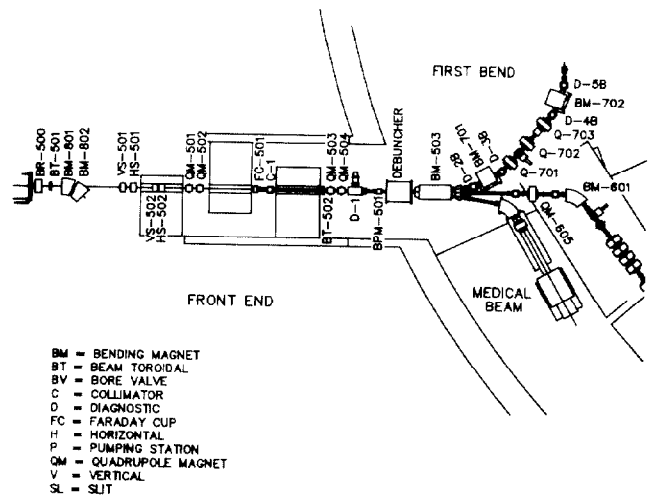 FIRST BEND
D-5B
BM-702
D-4B
Q-703
Q-702
Q-701
BM-701
D-3B
D-2B
BM-503
DEBUNCHER
BM-601
QM-605
BR-500
BT-501
BM-801
BM-802
VS-501
HS-501
VS-502
HS-502
QM-501
QM-502
FC-501
C-1
QM-503
QM-504
BT-502
D-1
BPM-501
FRONT END
MEDICAL
BEAM
BM = BENDING MAGNET
BT = BEAM TOROIDAL
BV = BORE VALVE
C = COLLIMATOR
D = DIAGNOSTIC
FC = FARADAY CUP
H = HORIZONTAL
P = PUMPING STATION
QM = QUADRUPOLE MAGNET
V = VERTICAL
SL = SLIT